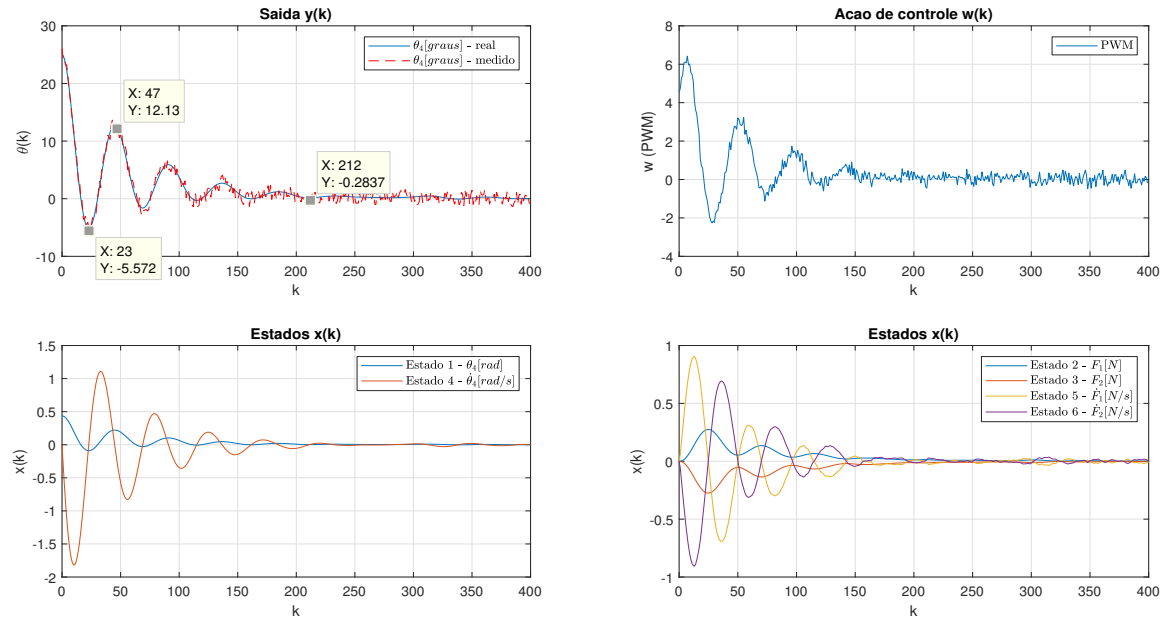 Saida y(k)
θ(k)
30
20
10
0
-10
0 50 100 150 200 250 300 350 400
k
θ₄[graus] - real
θ₄[graus] - medido
X: 47
Y: 12.13
X: 212
Y: -0.2837
X: 23
Y: -5.572
Acao de controle w(k)
w (PWM)
8
6
4
2
0
-2
-4
0 50 100 150 200 250 300 350 400
k
PWM
Estados x(k)
x(k)
1.5
1
0.5
0
-0.5
-1
-1.5
-2
0 50 100 150 200 250 300 350 400
k
Estado 1 - θ₄[rad]
Estado 4 - θ̇₄[rad/s]
Estados x(k)
x(k)
1
0.5
0
-0.5
-1
0 50 100 150 200 250 300 350 400
k
Estado 2 - F₁[N]
Estado 3 - F₂[N]
Estado 5 - Ḟ₁[N/s]
Estado 6 - Ḟ₂[N/s]